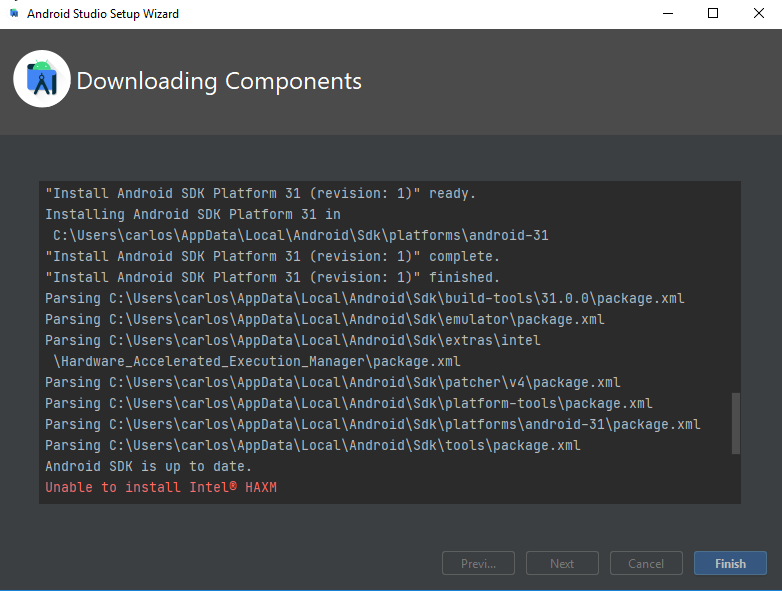 Android Studio Setup Wizard
Downloading Components
"Install Android SDK Platform 31 (revision: 1)" ready.
Installing Android SDK Platform 31 in
C:\Users\carlos\AppData\Local\Android\Sdk\platforms\android-31
"Install Android SDK Platform 31 (revision: 1)" complete.
"Install Android SDK Platform 31 (revision: 1)" finished.
Parsing C:\Users\carlos\AppData\Local\Android\Sdk\build-tools\31.0.0\package.xml
Parsing C:\Users\carlos\AppData\Local\Android\Sdk\emulator\package.xml
Parsing C:\Users\carlos\AppData\Local\Android\Sdk\extras\intel
\Hardware_Accelerated_Execution_Manager\package.xml
Parsing C:\Users\carlos\AppData\Local\Android\Sdk\patcher\v4\package.xml
Parsing C:\Users\carlos\AppData\Local\Android\Sdk\platform-tools\package.xml
Parsing C:\Users\carlos\AppData\Local\Android\Sdk\platforms\android-31\package.xml
Parsing C:\Users\carlos\AppData\Local\Android\Sdk\tools\package.xml
Android SDK is up to date.
Unable to install Intel® HAXM
Previ... Next Cancel Finish